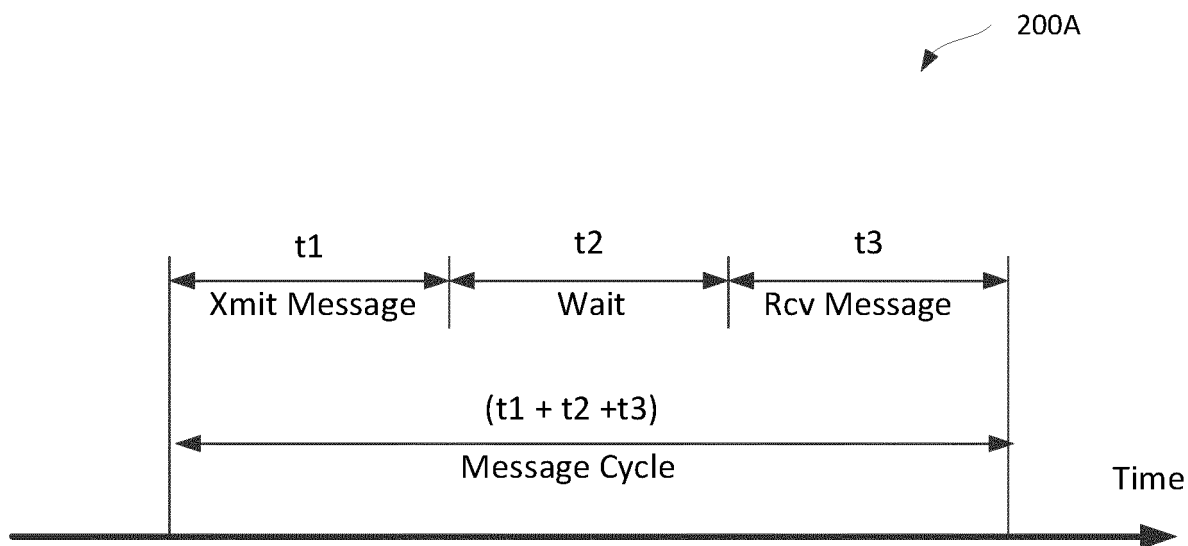 200A
t1 t2 t3
Xmit Message Wait Rcv Message
(t1 + t2 +t3)
Message Cycle
Time